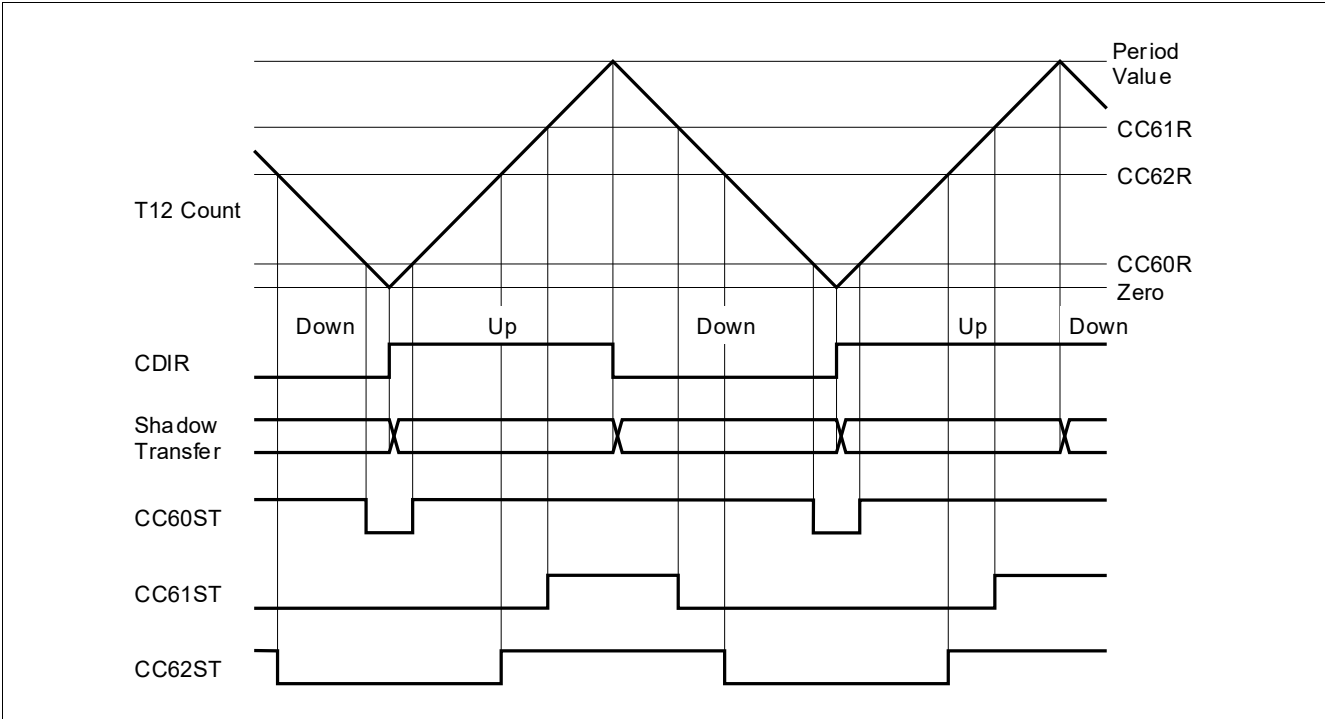 Period
Value
CC61R
CC62R
T12 Count
CC60R
Zero
Down Up Down Up Down
CDIR
Shadow
Transfer
CC60ST
CC61ST
CC62ST